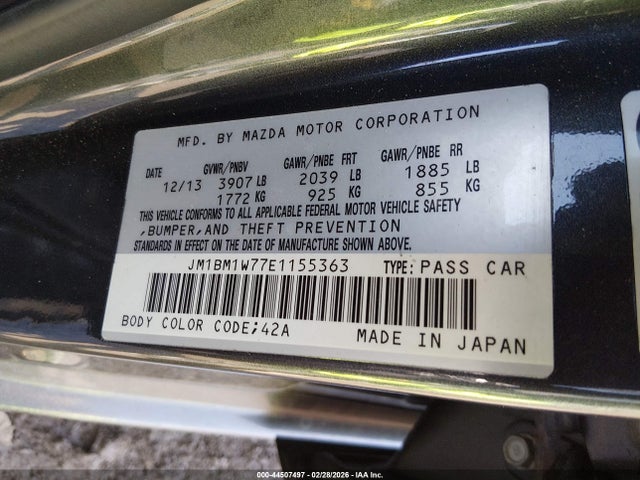 MFD. BY MAZDA MOTOR CORPORATION
DATE GVWR/PNBV GAWR/PNBE FRT GAWR/PNBE RR
12/13 3907 LB 2039 LB 1885 LB
1772 KG 925 KG 855 KG
THIS VEHICLE CONFORMS TO ALL APPLICABLE FEDERAL MOTOR VEHICLE SAFETY
,BUMPER,AND THEFT PREVENTION
STANDARDS IN EFFECT ON THE DATE OF MANUFACTURE SHOWN ABOVE.
JM1BM1W77E1155363 TYPE:PASS CAR
BODY COLOR CODE;42A MADE IN JAPAN
000-44507497 - 02/28/2026 - IAA Inc.